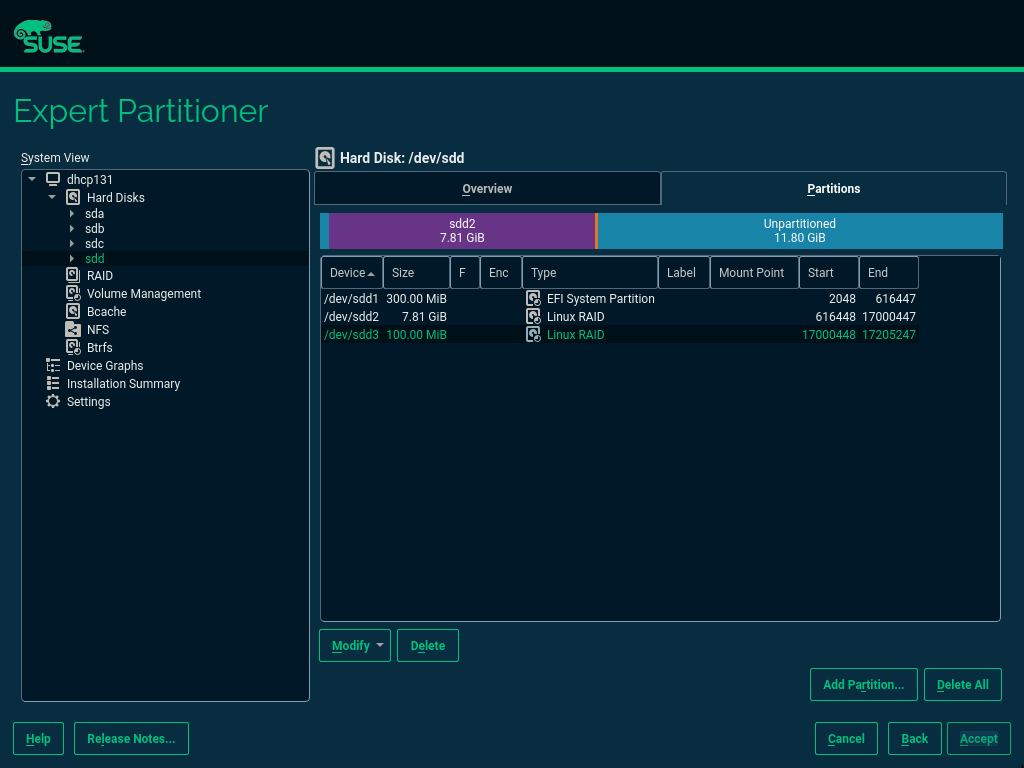 SUSE
Expert Partitioner
System View
dhcp131
Hard Disks
sda
sdb
sdc
sdd
RAID
Volume Management
Bcache
NFS
Btrfs
Device Graphs
Installation Summary
Settings
Hard Disk: /dev/sdd
Overview Partitions
sdd2 Unpartitioned
7.81 GiB 11.80 GiB
Device Size F Enc Type Label Mount Point Start End
/dev/sdd1 300.00 MiB EFI System Partition 2048 616447
/dev/sdd2 7.81 GiB Linux RAID 616448 17000447
/dev/sdd3 100.00 MiB Linux RAID 17000448 17205247
Modify Delete
Add Partition... Delete All
Help Release Notes... Cancel Back Accept